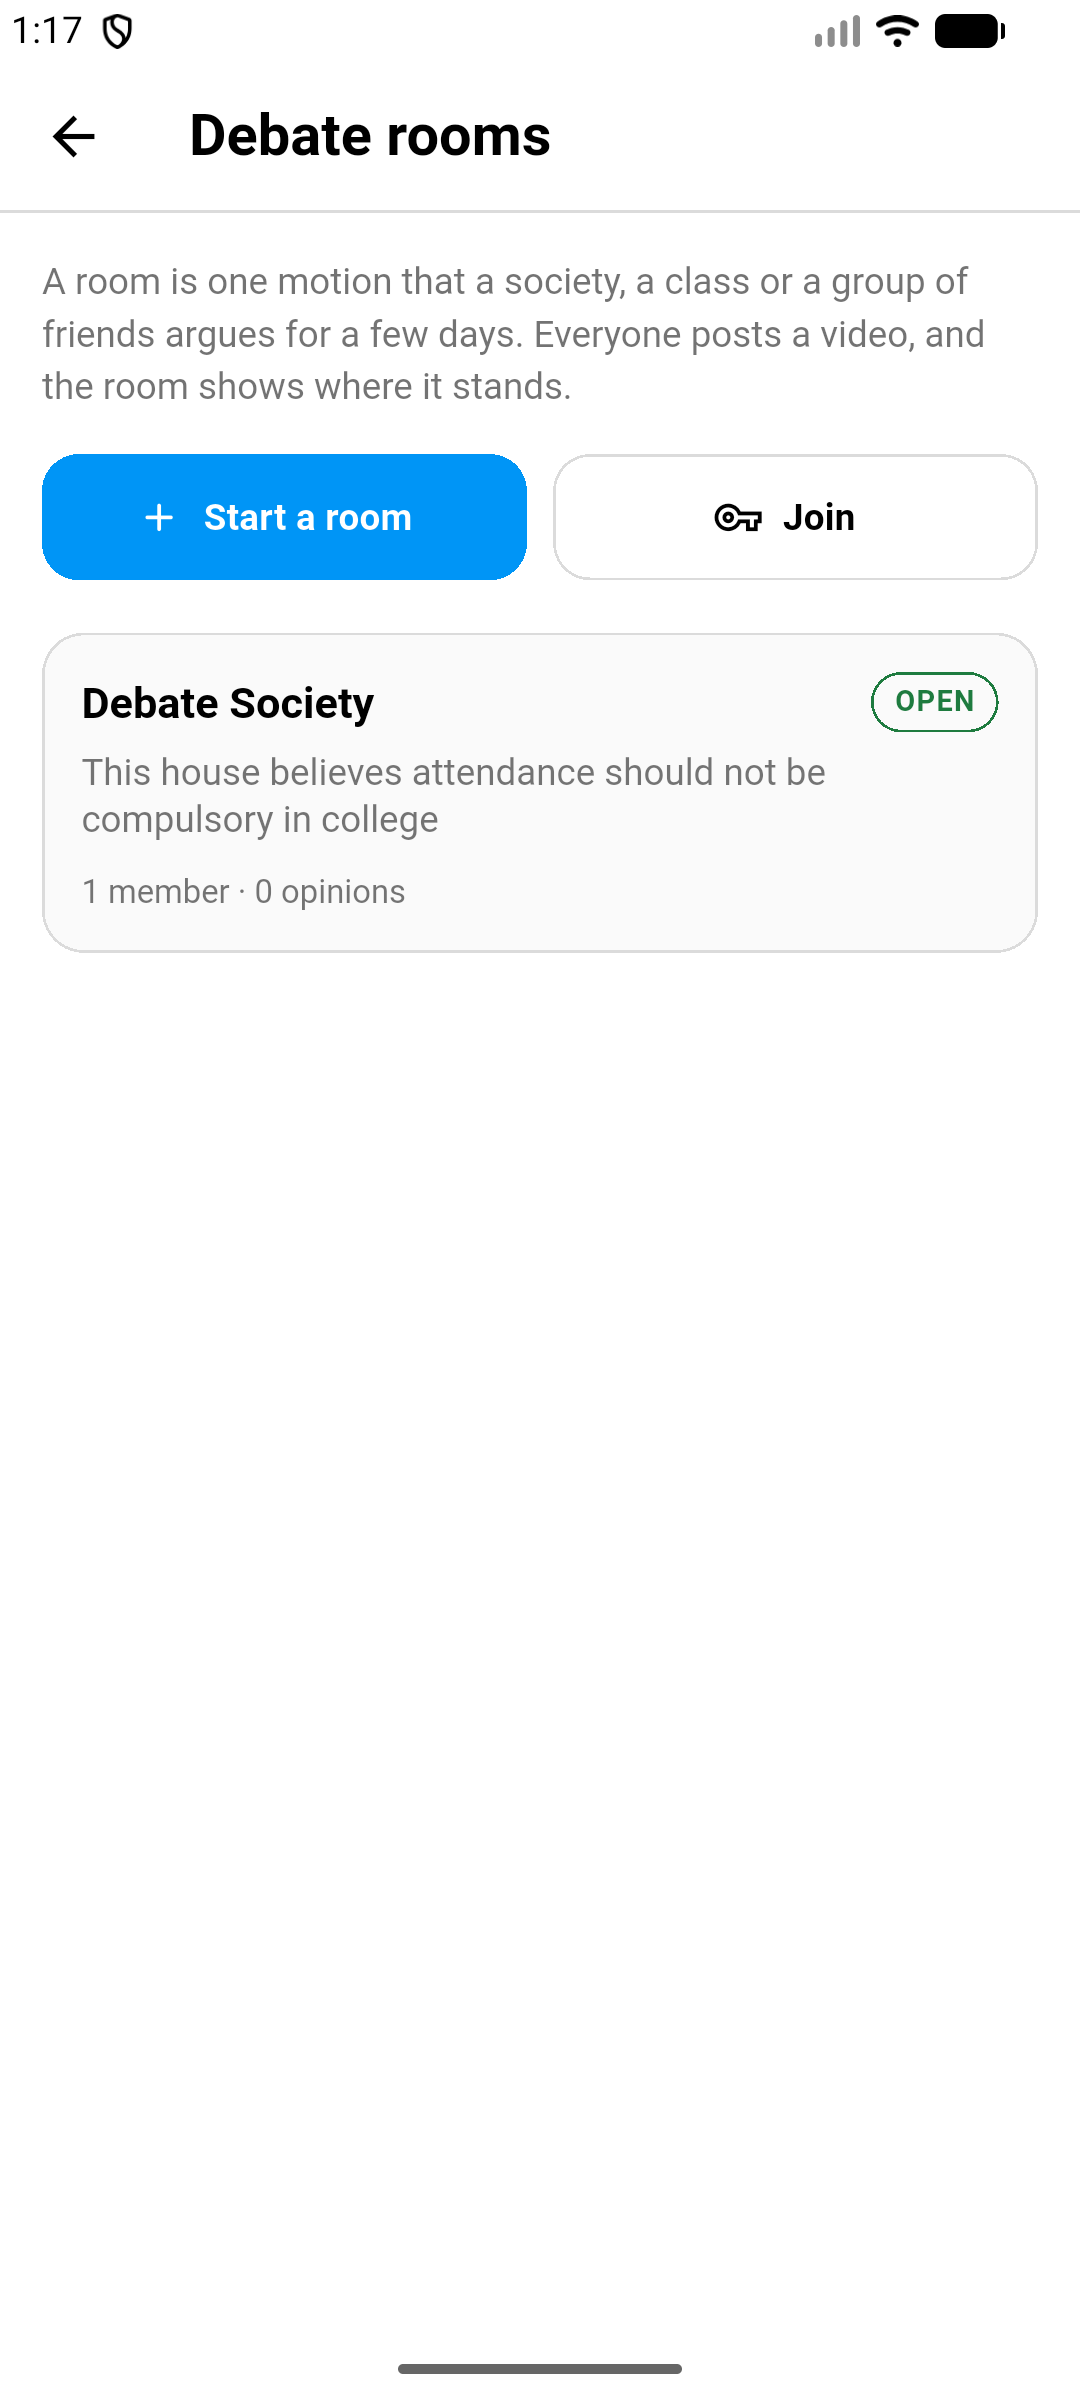 1:17
Debate rooms
A room is one motion that a society, a class or a group of
friends argues for a few days. Everyone posts a video, and
the room shows where it stands.
Start a room
Join
Debate Society
OPEN
This house believes attendance should not be
compulsory in college
1 member · 0 opinions